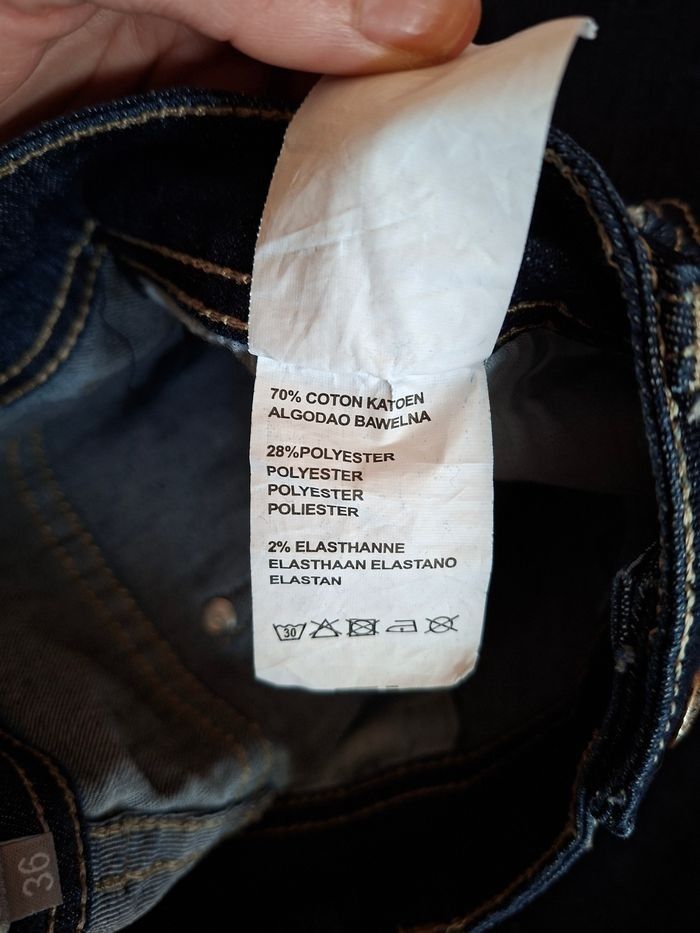 70% COTON KATOEN
ALGODAO BAWELNA
28%POLYESTER
POLYESTER
POLYESTER
POLIESTER
2% ELASTHANNE
ELASTHAAN ELASTANO
ELASTAN
30
36